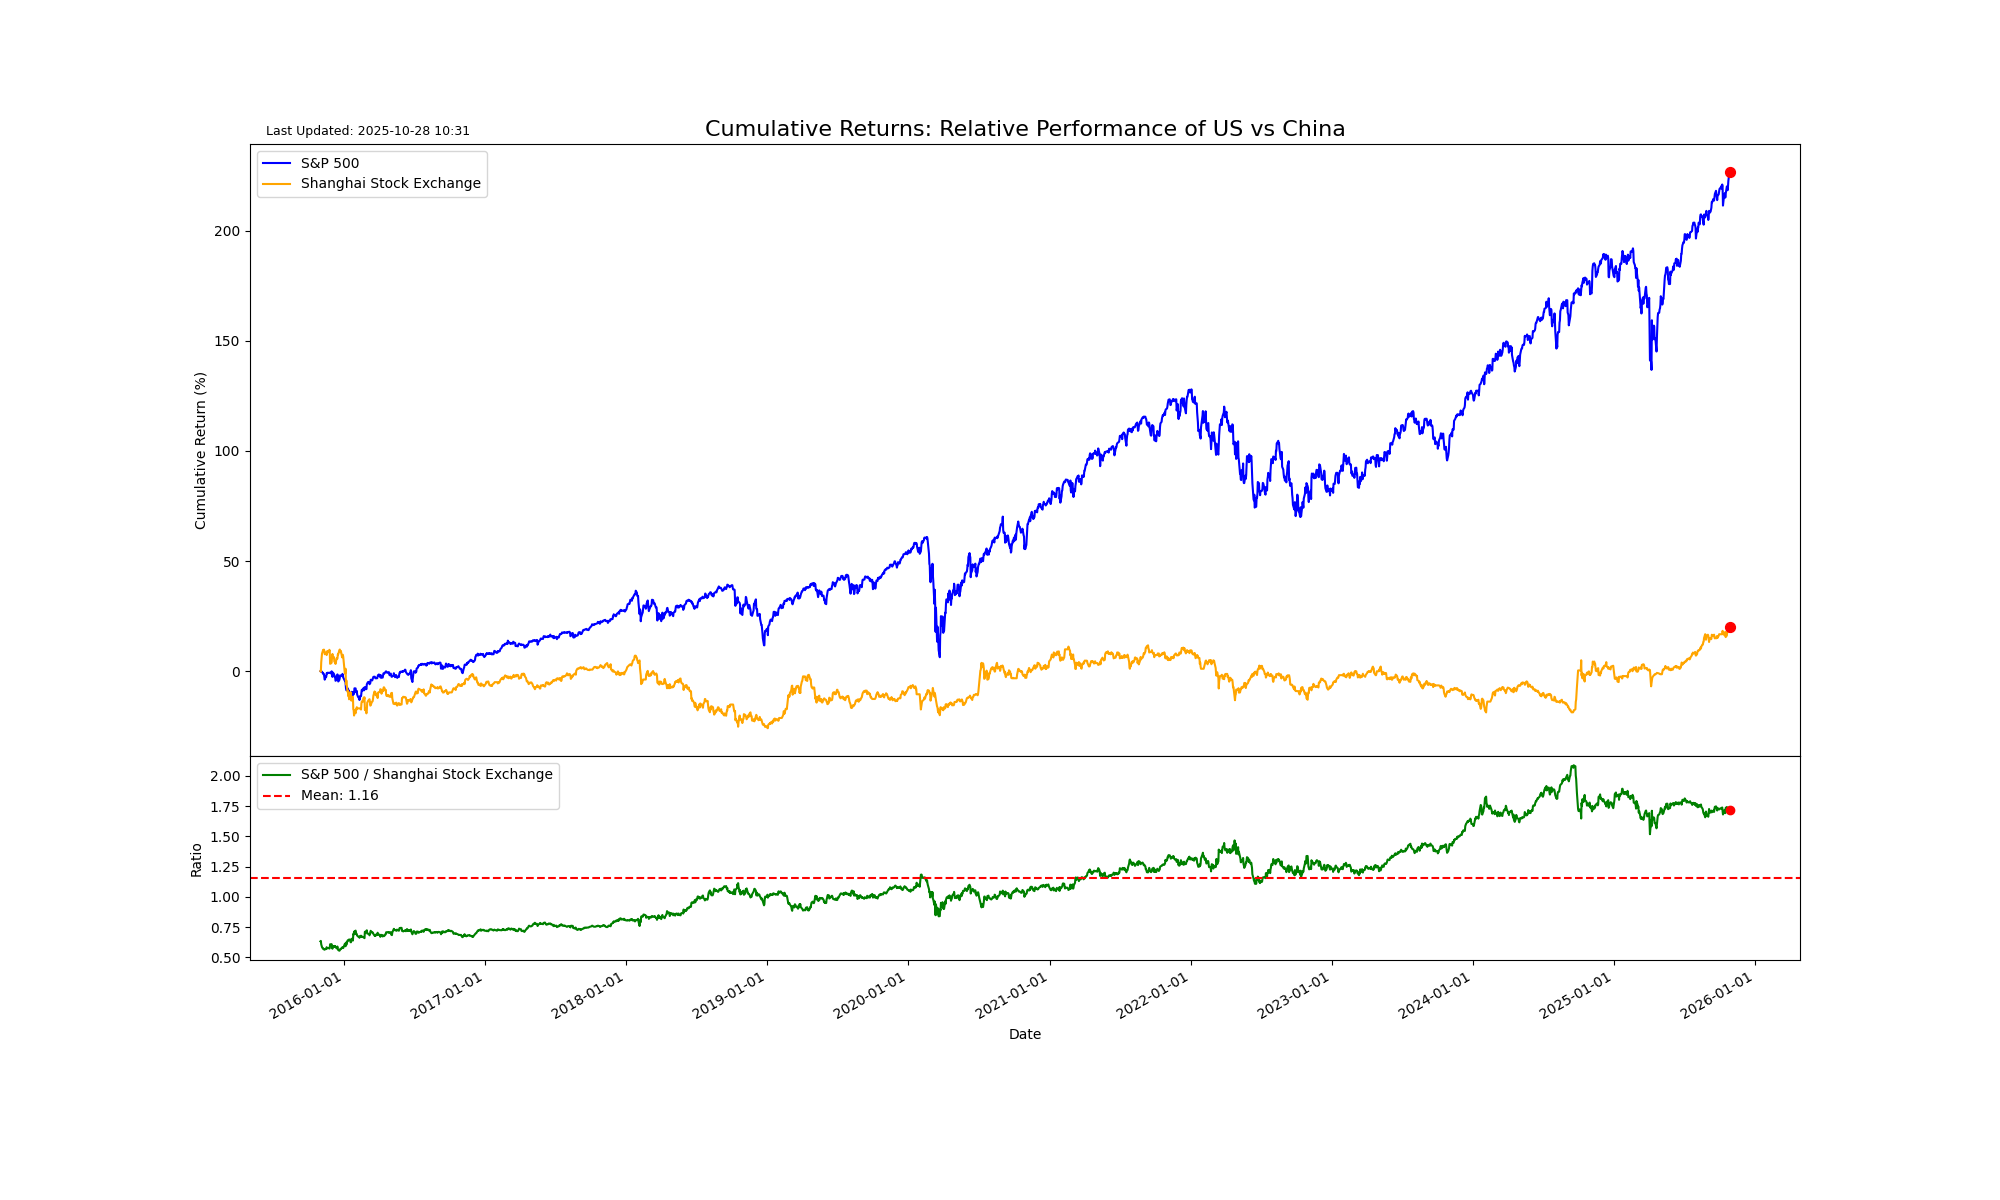 Last Updated: 2025-10-28 10:31
Cumulative Returns: Relative Performance of US vs China
S&P 500
Shanghai Stock Exchange
200
150
100
50
0
Cumulative Return (%)
S&P 500 / Shanghai Stock Exchange
Mean: 1.16
2.00
1.75
1.50
1.25
1.00
0.75
0.50
Ratio
2016-01-01
2017-01-01
2018-01-01
2019-01-01
2020-01-01
2021-01-01
2022-01-01
2023-01-01
2024-01-01
2025-01-01
2026-01-01
Date